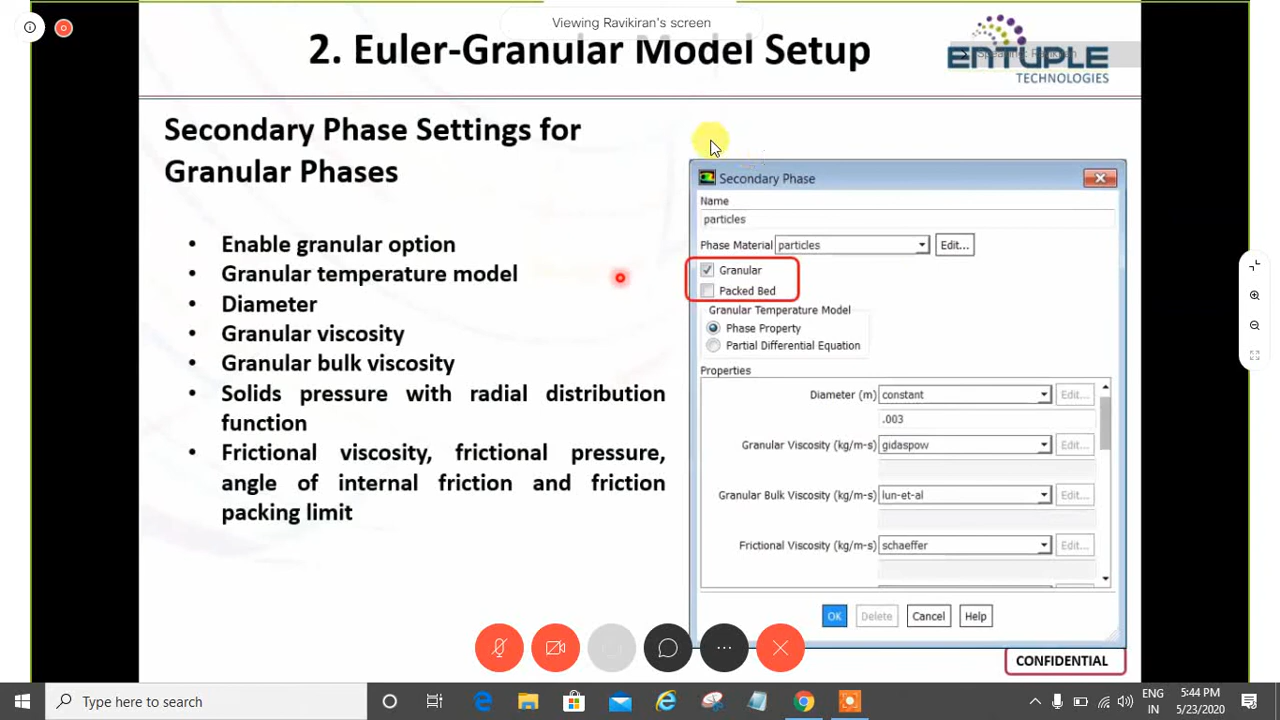 Viewing Ravikiran's screen
2. Euler-Granular Model Setup
ENTUPLE
TECHNOLOGIES
Secondary Phase Settings for
Granular Phases
• Enable granular option
• Granular temperature model
• Diameter
• Granular viscosity
• Granular bulk viscosity
• Solids pressure with radial distribution
function
• Frictional viscosity, frictional pressure,
angle of internal friction and friction
packing limit
Secondary Phase
Name
particles
Phase Material particles Edit...
Granular
Packed Bed
Granular Temperature Model
Phase Property
Partial Differential Equation
Properties
Diameter (m) constant Edit...
.003
Granular Viscosity (kg/m-s) gidaspow Edit...
Granular Bulk Viscosity (kg/m-s) lun-et-al Edit...
Frictional Viscosity (kg/m-s) schaeffer Edit...
OK Delete Cancel Help
CONFIDENTIAL
Type here to search
ENG
IN
5:44 PM
5/23/2020